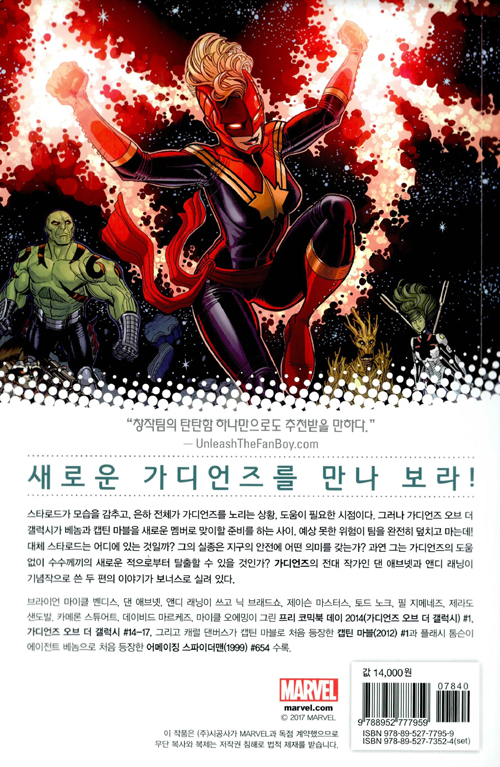 “창작팀의 탄탄함 하나만으로도 추천받을 만하다.”
— UnleashTheFanBoy.com
새로운 가디언즈를 만나 보라!
스타로드가 모습을 감추고, 은하 전체가 가디언즈를 노리는 상황, 도움이 필요한 시점이다. 그러나 가디언즈 오브 더
갤럭시가 베놈과 캡틴 마블을 새로운 멤버로 맞이할 준비를 하는 사이, 예상 못한 위험이 팀을 완전히 덮치고 마는데!
대체 스타로드는 어디에 있는 것일까? 그의 실종은 지구의 안전에 어떤 의미를 갖는가? 과연 그는 가디언즈의 도움
없이 수수께끼의 새로운 적으로부터 탈출할 수 있을 것인가? 가디언즈의 전대 작가인 댄 애브넷과 앤디 래닝이
기념작으로 쓴 두 편의 이야기가 보너스로 실려 있다.
브라이언 마이클 벤디스, 댄 애브넷, 앤디 래닝이 쓰고 닉 브래드쇼, 제이슨 마스터스, 토드 노크, 필 지메네즈, 제라도
샌도발, 카메론 스튜어트, 데이비드 마르케즈, 마이클 오에밍이 그린 프리 코믹북 데이 2014(가디언즈 오브 더 갤럭시) #1,
가디언즈 오브 더 갤럭시 #14–17, 그리고 캐럴 댄버스가 캡틴 마블로 처음 등장한 캡틴 마블(2012) #1과 플래시 톰슨이
에이전트 베놈으로 처음 등장한 어메이징 스파이더맨(1999) #654 수록.
MARVEL
marvel.com
© 2017 MARVEL
이 작품은 (주)시공사가 MARVEL과 독점 계약했으므로
무단 복사와 복제는 저작권 침해로 법적 제재를 받습니다.
값 14,000원
07840
9 788952 777959
ISBN 978-89-527-7795-9
ISBN 978-89-527-7352-4(set)